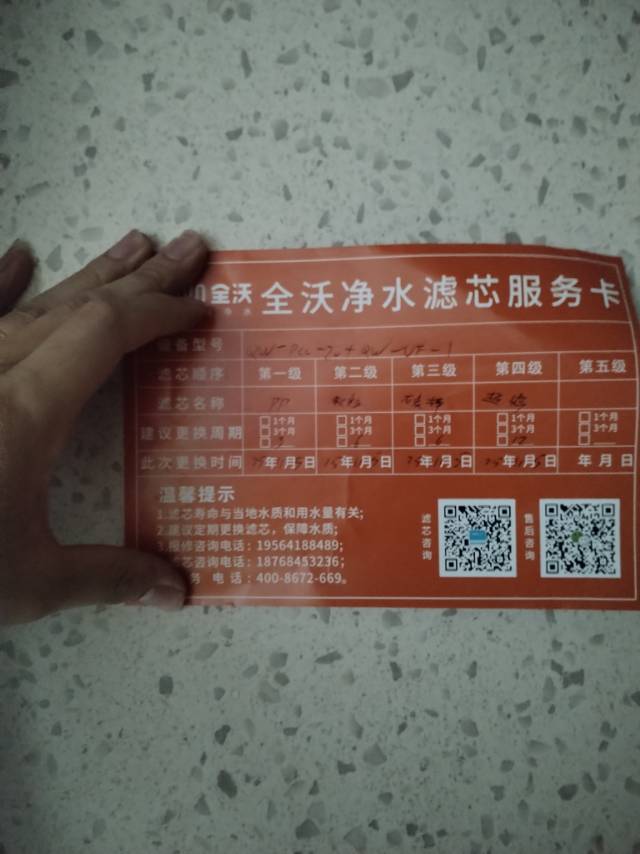 全沃 全沃净水滤芯服务卡
备型号
滤芯顺序 第一级 第二级 第三级 第四级 第五级
滤芯名称 PP
建议更换周期 1个月 1个月 1个月 1个月 1个月
3个月 3个月 3个月 3个月 3个月
此次更换时间 年 月 日 年 月 日 年 月 日 年 月 日 年 月 日
温馨提示
1.滤芯寿命与当地水质和用水量有关;
2.建议定期更换滤芯，保障水质;
3.报修咨询电话: 19564188489;
芯咨询电话: 18768453236;
务 电话: 400-8672-669。
滤芯咨询
售后咨询